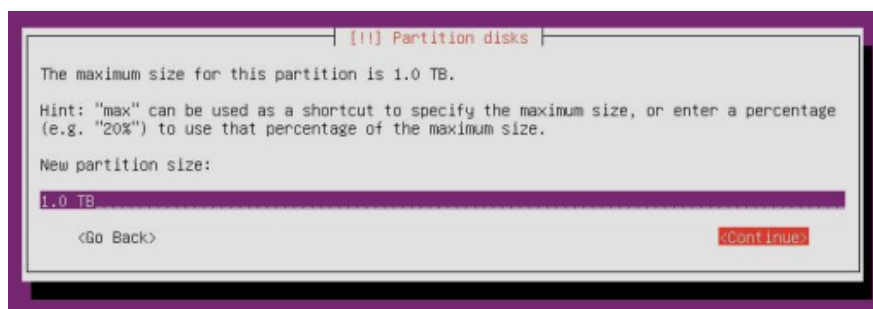 [!!] Partition disks
The maximum size for this partition is 1.0 TB.
Hint: "max" can be used as a shortcut to specify the maximum size, or enter a percentage
(e.g. "20%") to use that percentage of the maximum size.
New partition size:
1.0 TB
<Go Back> <Continue>